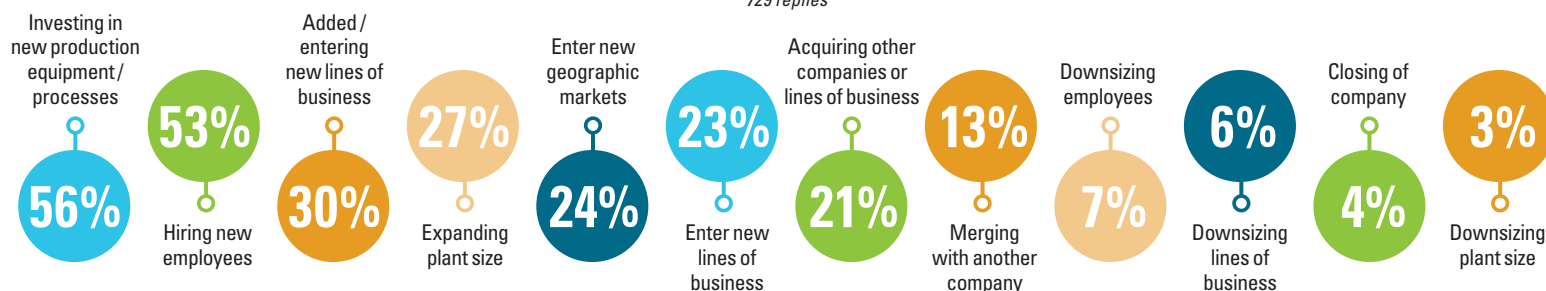 729 replies
Investing in
new production
equipment/
processes
56%
53%
Hiring new
employees
Added/
entering
new lines of
business
30%
27%
Expanding
plant size
Enter new
geographic
markets
24%
23%
Enter new
lines of
business
Acquiring other
companies or
lines of business
21%
13%
Merging
with another
company
Downsizing
employees
7%
6%
Downsizing
lines of
business
Closing of
company
4%
3%
Downsizing
plant size